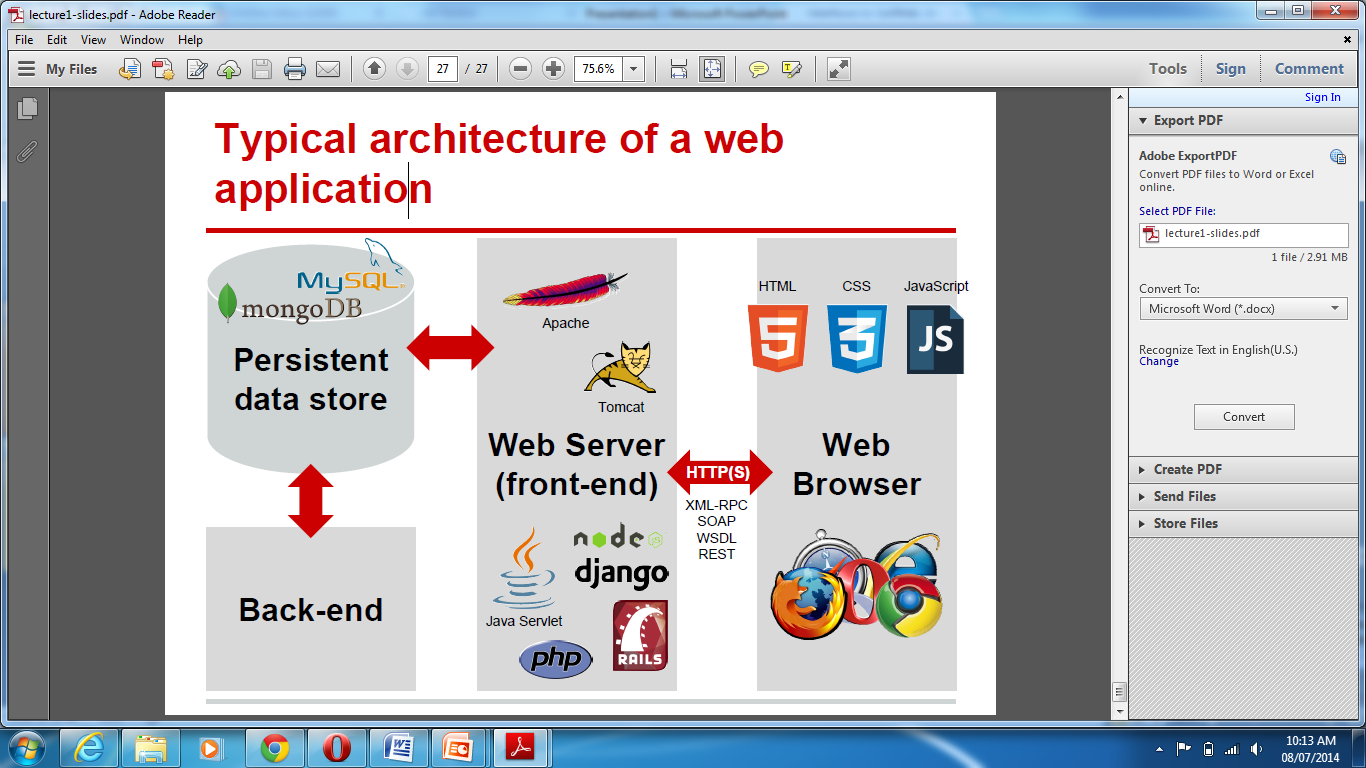 lecture1-slides.pdf - Adobe Reader
File Edit View Window Help
My Files
27 / 27
75.6%
Tools Sign Comment
Sign In
Export PDF
Adobe ExportPDF
Convert PDF files to Word or Excel
online.
Select PDF File:
lecture1-slides.pdf
1 file / 2.91 MB
Convert To:
Microsoft Word (*.docx)
Recognize Text in English(U.S.)
Change
Convert
Create PDF
Send Files
Store Files
Typical architecture of a web
application
MySQL
mongoDB
Persistent
data store
Back-end
Apache
Tomcat
Web Server
(front-end)
node JS
django
Java Servlet
php
RAILS
HTTP(S)
XML-RPC
SOAP
WSDL
REST
HTML CSS JavaScript
5 3 JS
Web
Browser
10:13 AM
08/07/2014